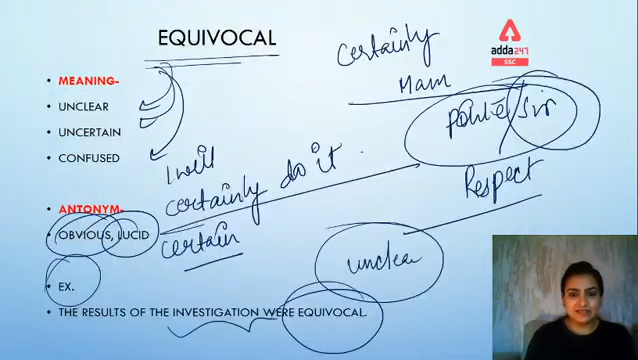 EQUIVOCAL
certainly
Mam
adda247
SSC
• MEANING-
• UNCLEAR
• UNCERTAIN
• CONFUSED
polite/Sir
Respect
I will
certainly do it.
certain
• ANTONYM-
• OBVIOUS, LUCID
unclear
• EX.
• THE RESULTS OF THE INVESTIGATION WERE EQUIVOCAL.